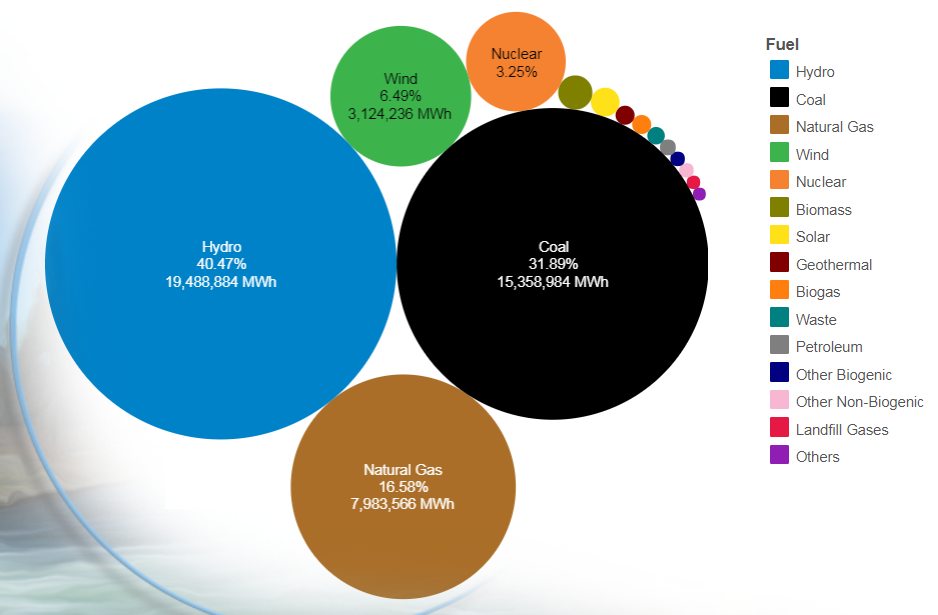 Wind
6.49%
3,124,236 MWh
Nuclear
3.25%
Hydro
40.47%
19,488,884 MWh
Coal
31.89%
15,358,984 MWh
Natural Gas
16.58%
7,983,566 MWh
Fuel
Hydro
Coal
Natural Gas
Wind
Nuclear
Biomass
Solar
Geothermal
Biogas
Waste
Petroleum
Other Biogenic
Other Non-Biogenic
Landfill Gases
Others